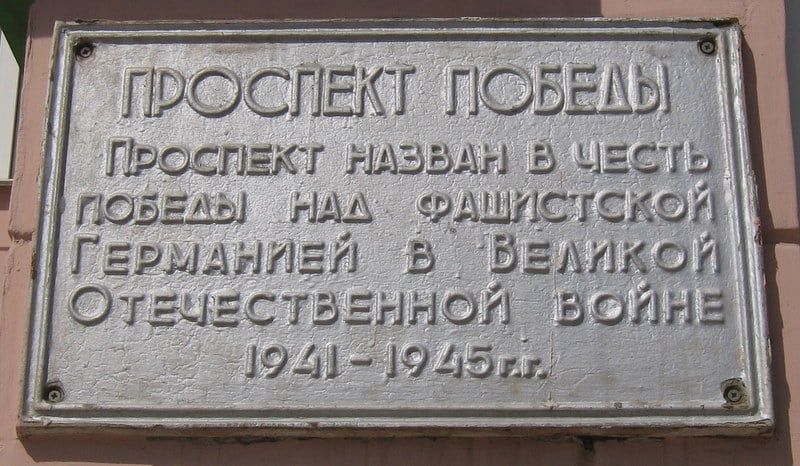 ПРОСПЕКТ ПОБЕДЫ
ПРОСПЕКТ НАЗВАН В ЧЕСТЬ
ПОБЕДЫ НАД ФАШИСТСКОЙ
ГЕРМАНИЕЙ В ВЕЛИКОЙ
ОТЕЧЕСТВЕННОЙ ВОЙНЕ
1941-1945г.г.